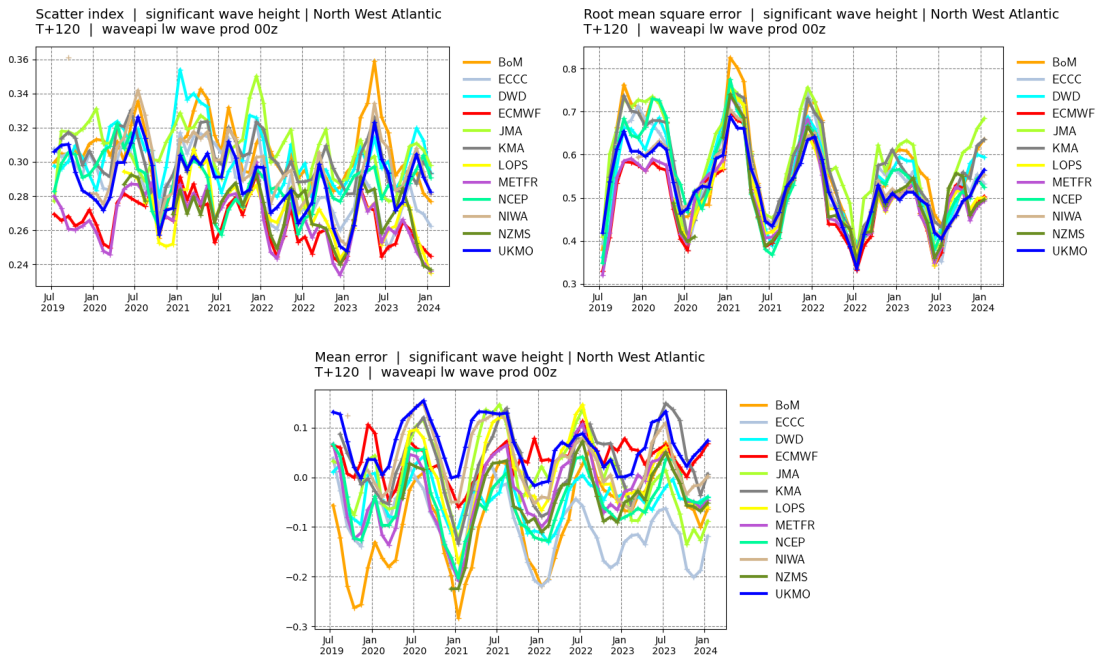 Scatter index | significant wave height | North West Atlantic
T+120 | waveapi lw wave prod 00z
0.36
0.34
0.32
0.30
0.28
0.26
0.24
Jul 2019
Jan 2020
Jul 2020
Jan 2021
Jul 2021
Jan 2022
Jul 2022
Jan 2023
Jul 2023
Jan 2024
BoM
ECCC
DWD
ECMWF
JMA
KMA
LOPS
METFR
NCEP
NIWA
NZMS
UKMO
Root mean square error | significant wave height | North West Atlantic
T+120 | waveapi lw wave prod 00z
0.8
0.7
0.6
0.5
0.4
0.3
Jul 2019
Jan 2020
Jul 2020
Jan 2021
Jul 2021
Jan 2022
Jul 2022
Jan 2023
Jul 2023
Jan 2024
BoM
ECCC
DWD
ECMWF
JMA
KMA
LOPS
METFR
NCEP
NIWA
NZMS
UKMO
Mean error | significant wave height | North West Atlantic
T+120 | waveapi lw wave prod 00z
0.1
0.0
−0.1
−0.2
−0.3
Jul 2019
Jan 2020
Jul 2020
Jan 2021
Jul 2021
Jan 2022
Jul 2022
Jan 2023
Jul 2023
Jan 2024
BoM
ECCC
DWD
ECMWF
JMA
KMA
LOPS
METFR
NCEP
NIWA
NZMS
UKMO